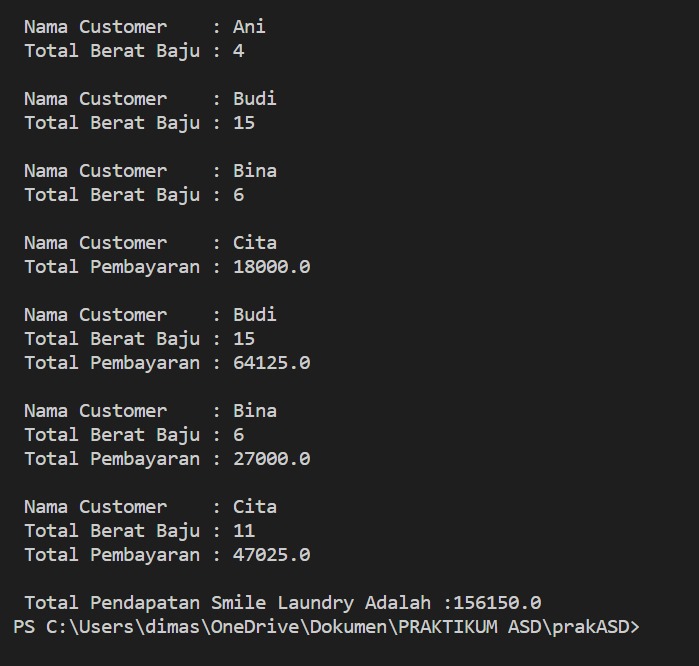 Nama Customer    : Ani
Total Berat Baju : 4
Nama Customer    : Budi
Total Berat Baju : 15
Nama Customer    : Bina
Total Berat Baju : 6
Nama Customer    : Cita
Total Pembayaran : 18000.0
Nama Customer    : Budi
Total Berat Baju : 15
Total Pembayaran : 64125.0
Nama Customer    : Bina
Total Berat Baju : 6
Total Pembayaran : 27000.0
Nama Customer    : Cita
Total Berat Baju : 11
Total Pembayaran : 47025.0
Total Pendapatan Smile Laundry Adalah :156150.0
PS C:\Users\dimas\OneDrive\Dokumen\PRAKTIKUM ASD\prakASD>